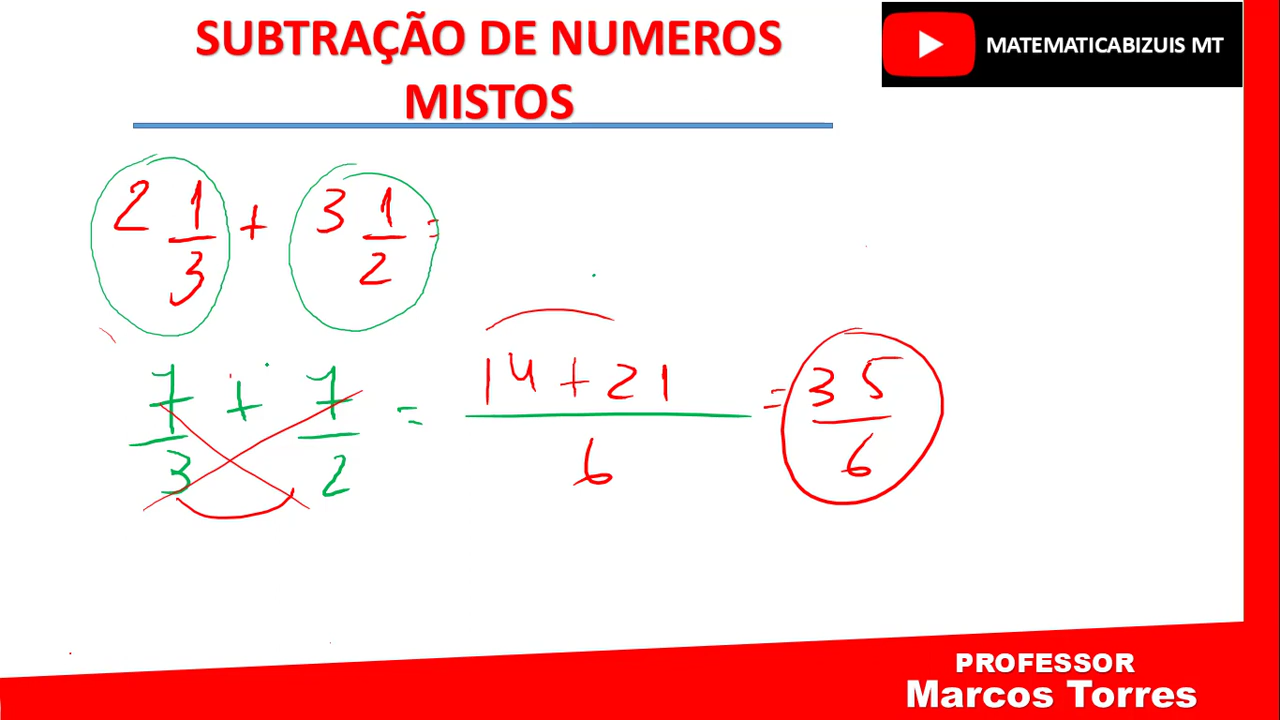 SUBTRAÇÃO DE NUMEROS
MISTOS
MATEMATICABIZUIS MT
2 1/3 + 3 1/2 =
7/3 + 7/2 = 14+21/6 = 35/6
PROFESSOR
Marcos Torres